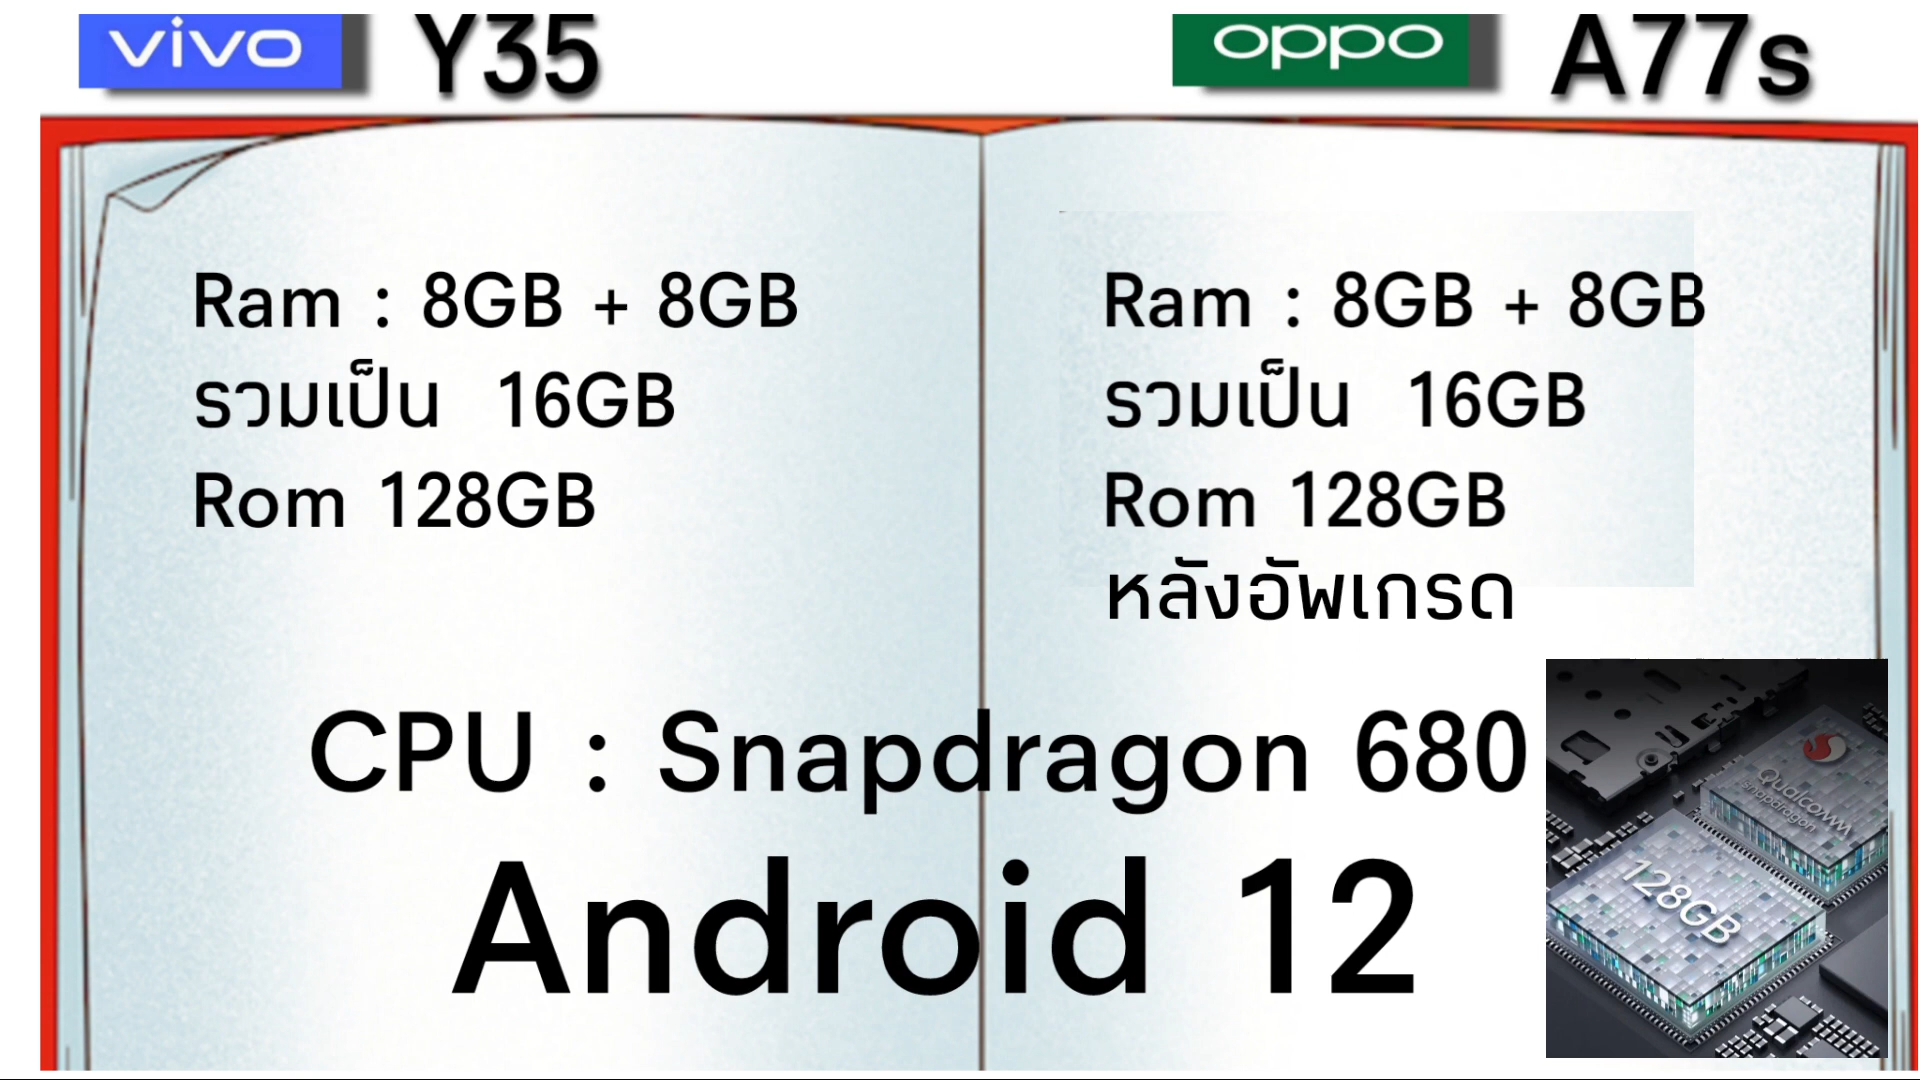 vivo Y35
oppo A77s
Ram : 8GB + 8GB
รวมเป็น 16GB
Rom 128GB
Ram : 8GB + 8GB
รวมเป็น 16GB
Rom 128GB
หลังอัพเกรด
CPU : Snapdragon 680
Android 12
Qualcomm
snapdragon
128GB